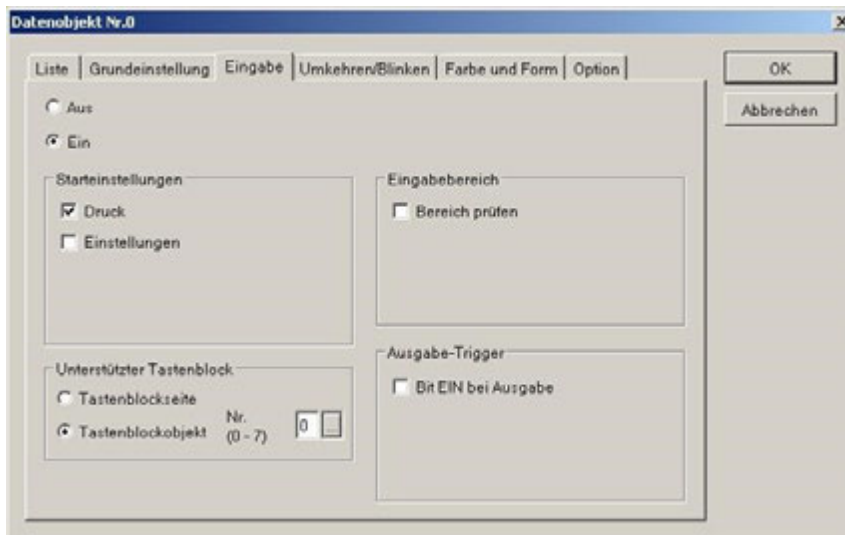 Datenobjekt Nr.0
Liste Grundeinstellung Eingabe Umkehren/Blinken Farbe und Form Option
OK
Abbrechen
Aus
Ein
Starteinstellungen
Druck
Einstellungen
Eingabebereich
Bereich prüfen
Unterstützter Tastenblock
Tastenblockseite
Tastenblockobjekt
Nr.
(0 - 7)
0 ...
Ausgabe-Trigger
Bit EIN bei Ausgabe